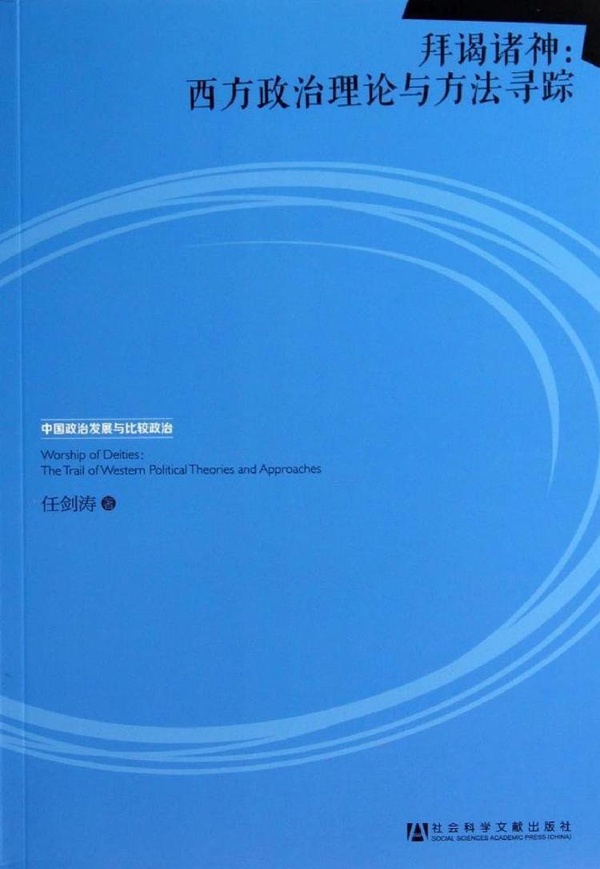 拜谒诸神：
西方政治理论与方法寻踪
中国政治发展与比较政治
Worship of Deities:
The Trail of Western Political Theories and Approaches
任剑涛 著
社会科学文献出版社
SOCIAL SCIENCES ACADEMIC PRESS (CHINA)